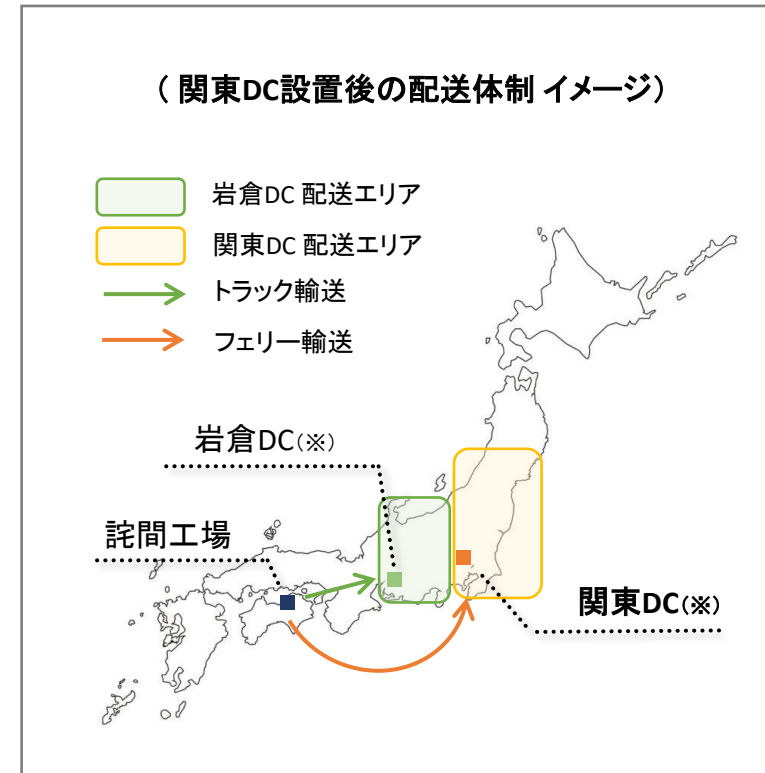 （ 関東DC設置後の配送体制 イメージ）
岩倉DC 配送エリア
関東DC 配送エリア
トラック輸送
フェリー輸送
岩倉DC(※)
詫間工場
関東DC(※)